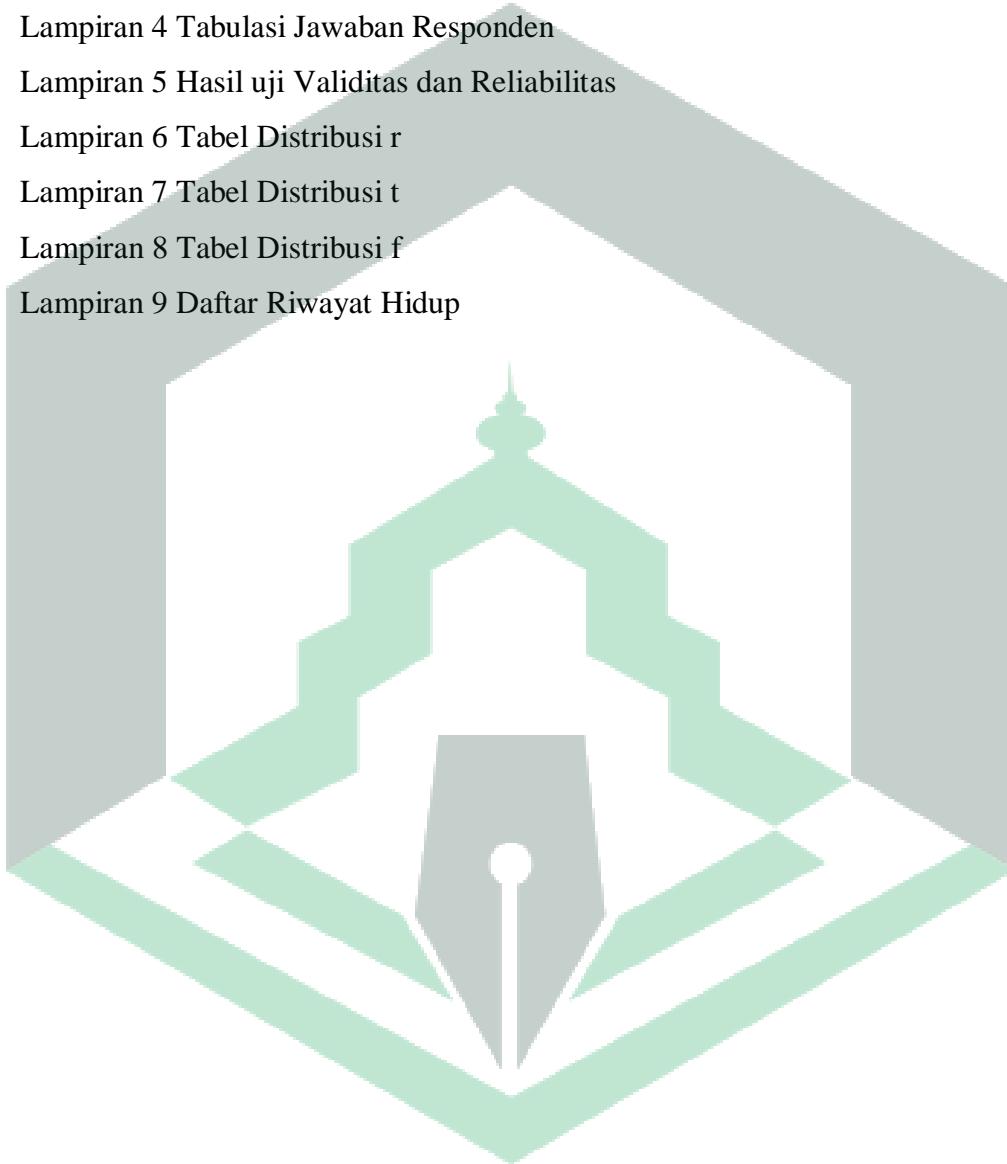 Lampiran 4 Tabulasi Jawaban Responden
Lampiran 5 Hasil uji Validitas dan Reliabilitas
Lampiran 6 Tabel Distribusi r
Lampiran 7 Tabel Distribusi t
Lampiran 8 Tabel Distribusi f
Lampiran 9 Daftar Riwayat Hidup